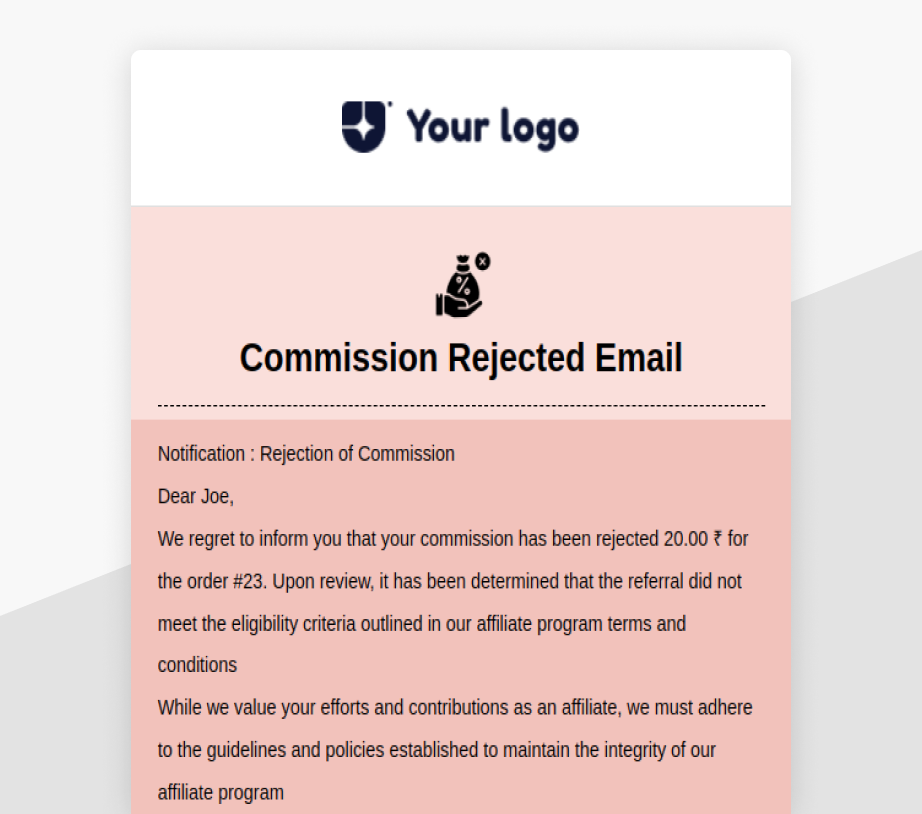 Your logo
Commission Rejected Email
Notification : Rejection of Commission
Dear Joe,
We regret to inform you that your commission has been rejected 20.00 ₹ for
the order #23. Upon review, it has been determined that the referral did not
meet the eligibility criteria outlined in our affiliate program terms and
conditions
While we value your efforts and contributions as an affiliate, we must adhere
to the guidelines and policies established to maintain the integrity of our
affiliate program